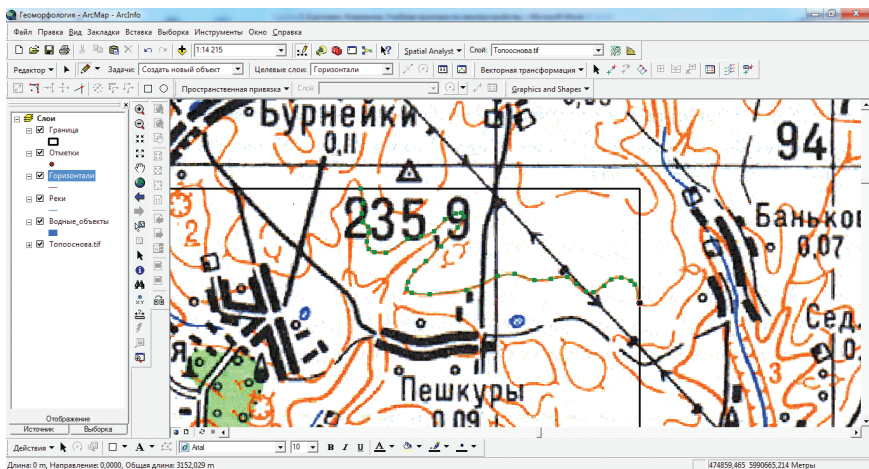 Геоморфология - ArcMap - ArcInfo
Файл Правка Вид Закладки Вставка Выборка Инструменты Окно Справка
1:14 215 Spatial Analyst Слой: Топооснова.tif
Редактор Задачи: Создать новый объект Целевые слои: Горизонтали Векторная трансформация
Пространственная привязка Слой: Graphics and Shapes
Слои
Граница
Отметки
Горизонтали
Реки
Водные_объекты
Топооснова.tif
Отображение
Источник Выборка
Бурнейки
0,11
94
235,9
2
Баньков
0,07
Сед
0
Я
3
Пешкуры
0.09
Действия Arial 10 B I U A
Длина: 0 m, Направление: 0,0000, Общая длина: 3152,029 m 474859,465 5990665,214 Метры